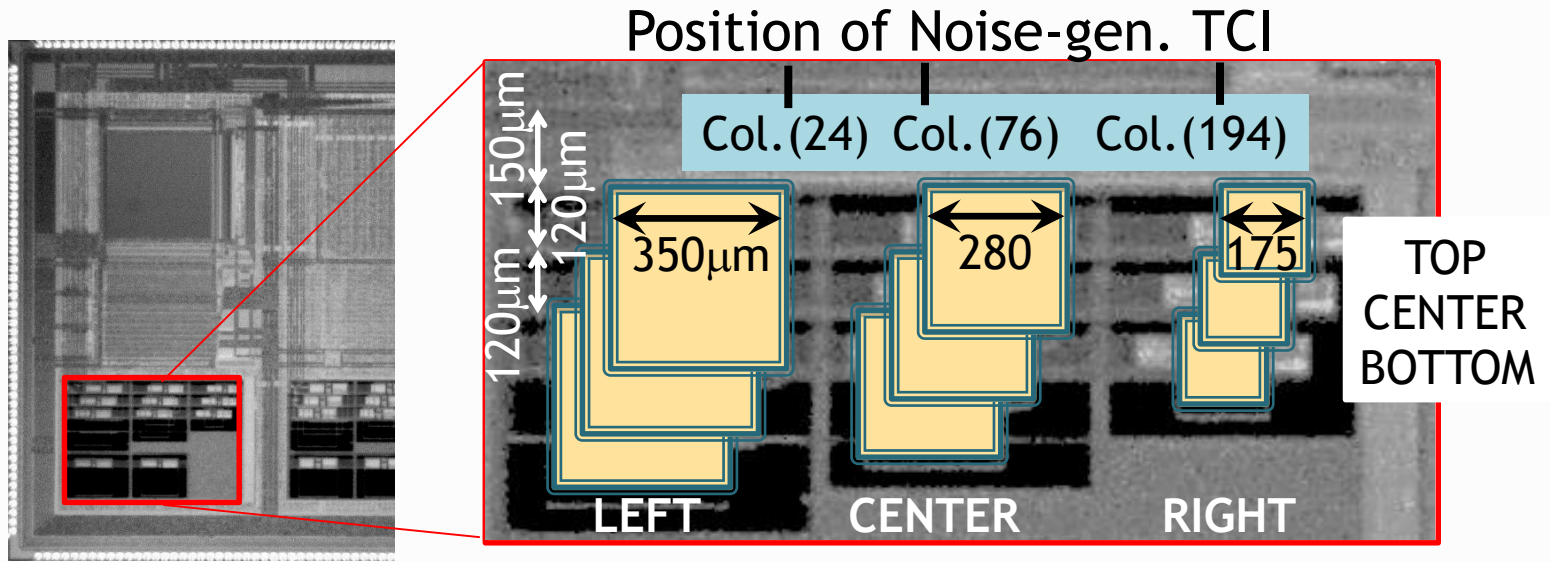 Position of Noise-gen. TCI
Col.(24) Col.(76) Col.(194)
150μm
120μm
120μm
350μm
280
175
TOP
CENTER
BOTTOM
LEFT
CENTER
RIGHT